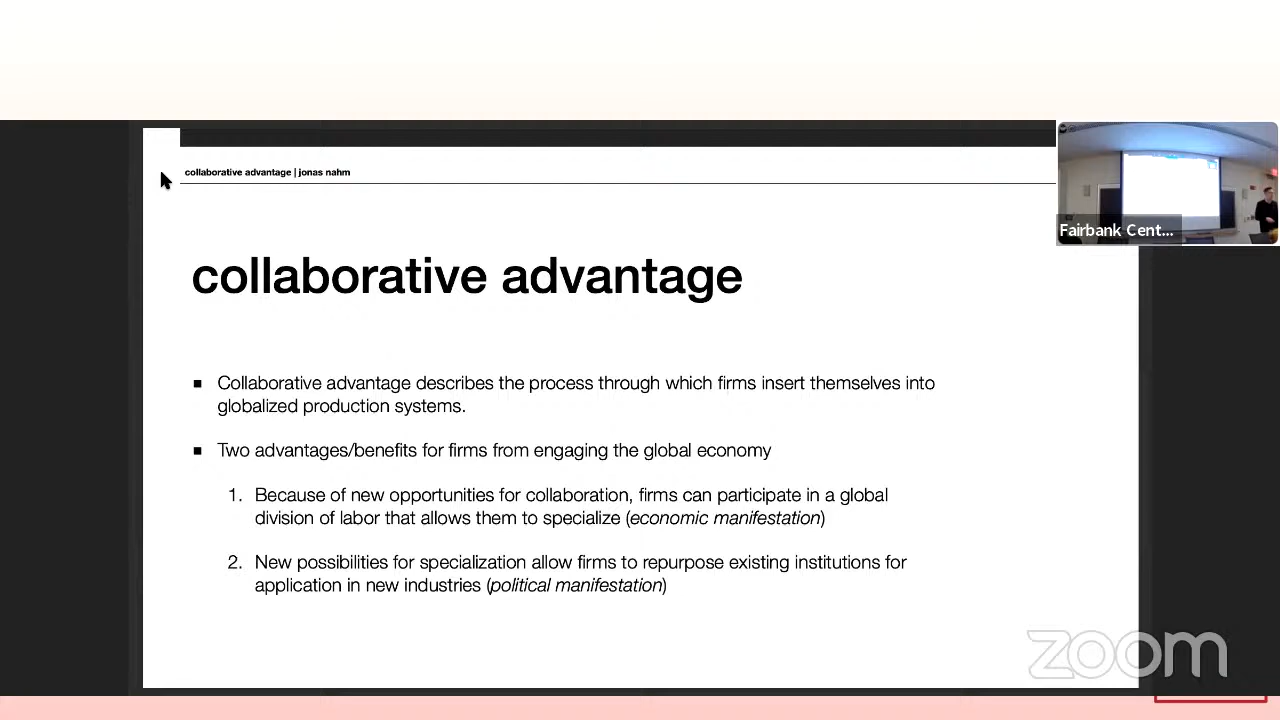 collaborative advantage | jonas nahm
Fairbank Cent...
collaborative advantage
▪ Collaborative advantage describes the process through which firms insert themselves into
globalized production systems.
▪ Two advantages/benefits for firms from engaging the global economy
1. Because of new opportunities for collaboration, firms can participate in a global
division of labor that allows them to specialize (economic manifestation)
2. New possibilities for specialization allow firms to repurpose existing institutions for
application in new industries (political manifestation)
zoom